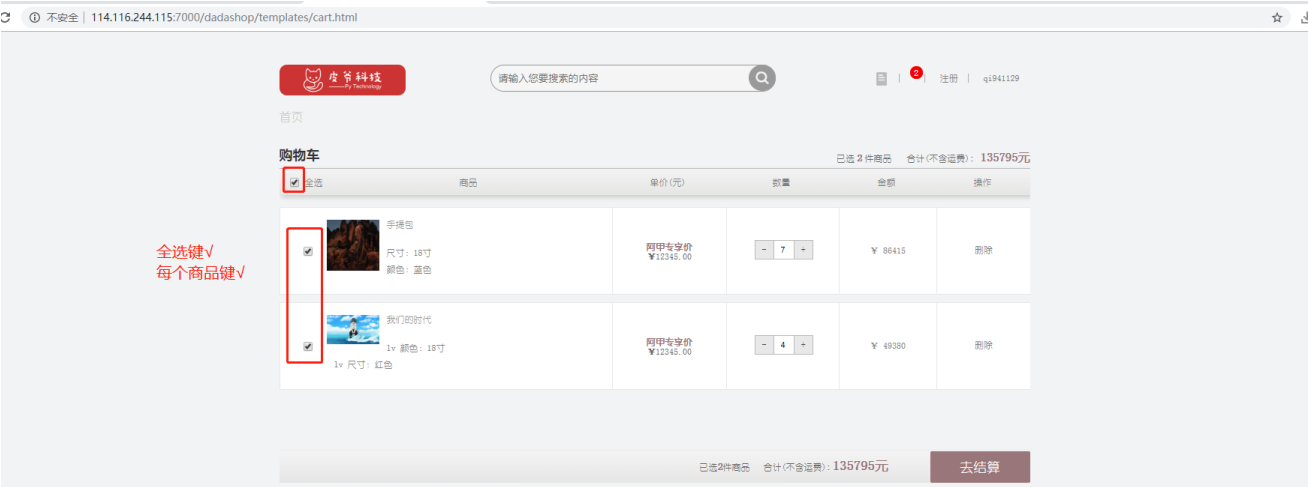 不安全 | 114.116.244.115:7000/dadashop/templates/cart.html
皮爷科技
Py Technology
请输入您要搜索的内容
2
注册 | qi941129
首页
购物车
已选 2 件商品 合计(不含运费): 135795元
全选 商品 单价(元) 数量 金额 操作
手提包
尺寸: 18寸
颜色: 蓝色
阿甲专享价
¥12345.00
- 7 +
¥ 86415
删除
全选键√
每个商品键√
我们的时代
lv 颜色: 18寸
lv 尺寸: 红色
阿甲专享价
¥12345.00
- 4 +
¥ 49380
删除
已选2件商品 合计(不含运费): 135795元
去结算